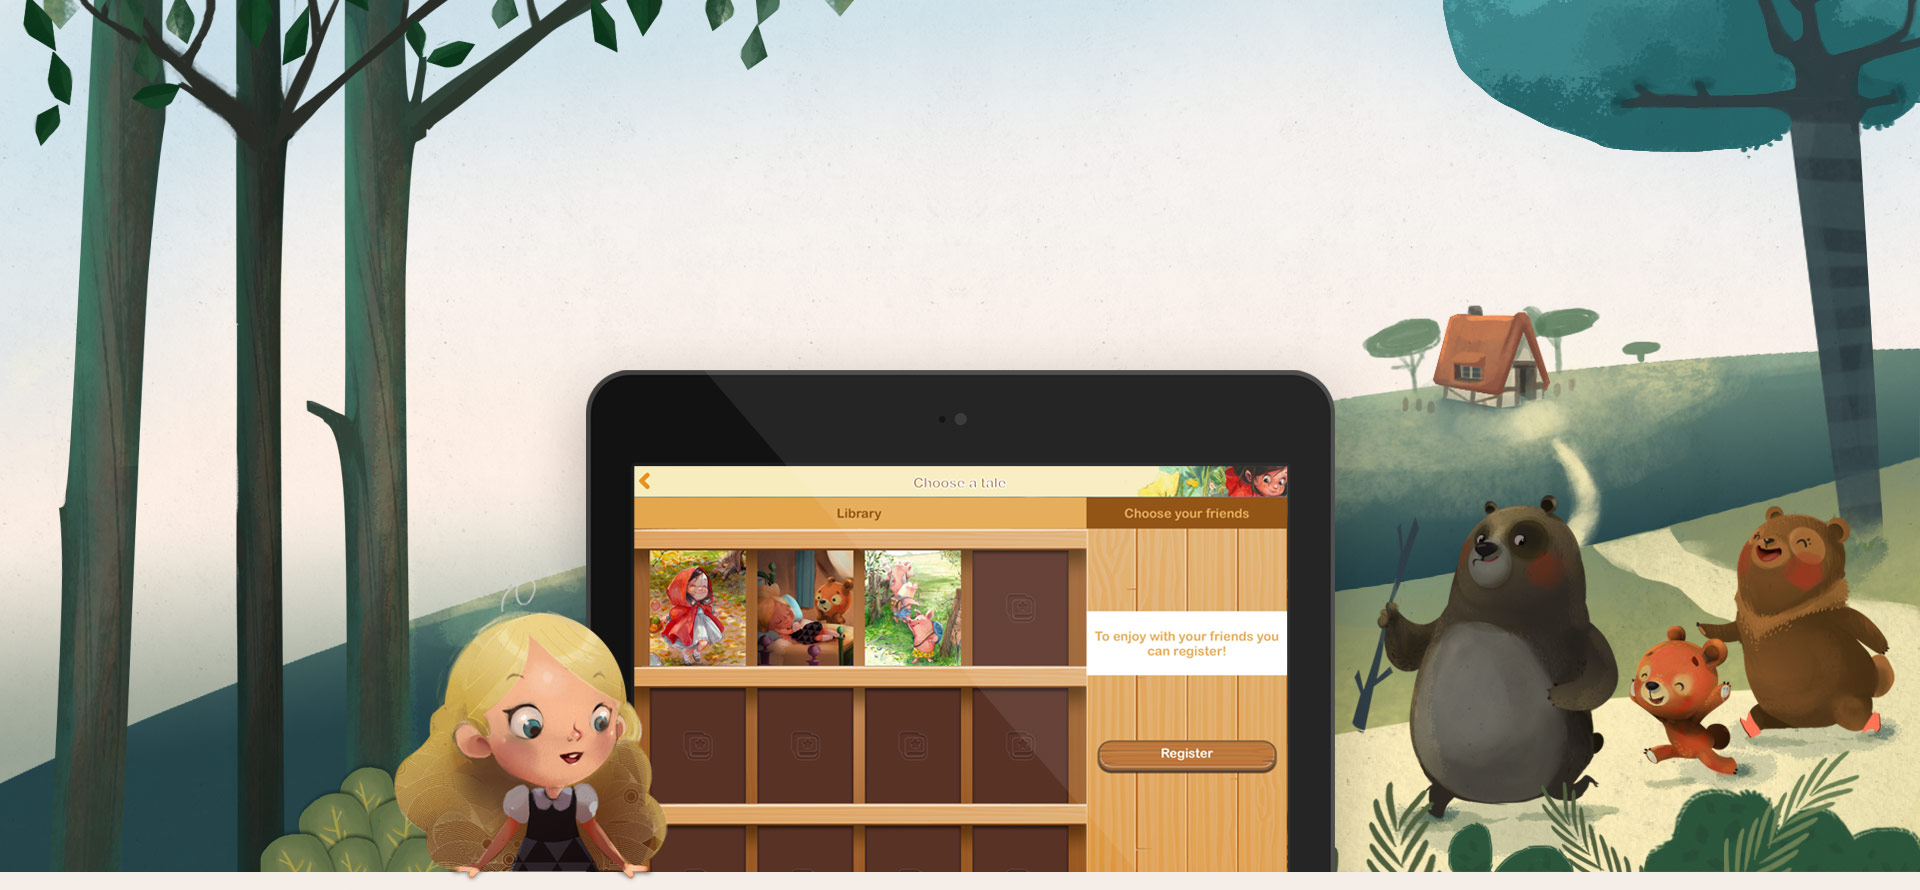 Choose a tale
Library
Choose your friends
To enjoy with your friends you
can register!
Register